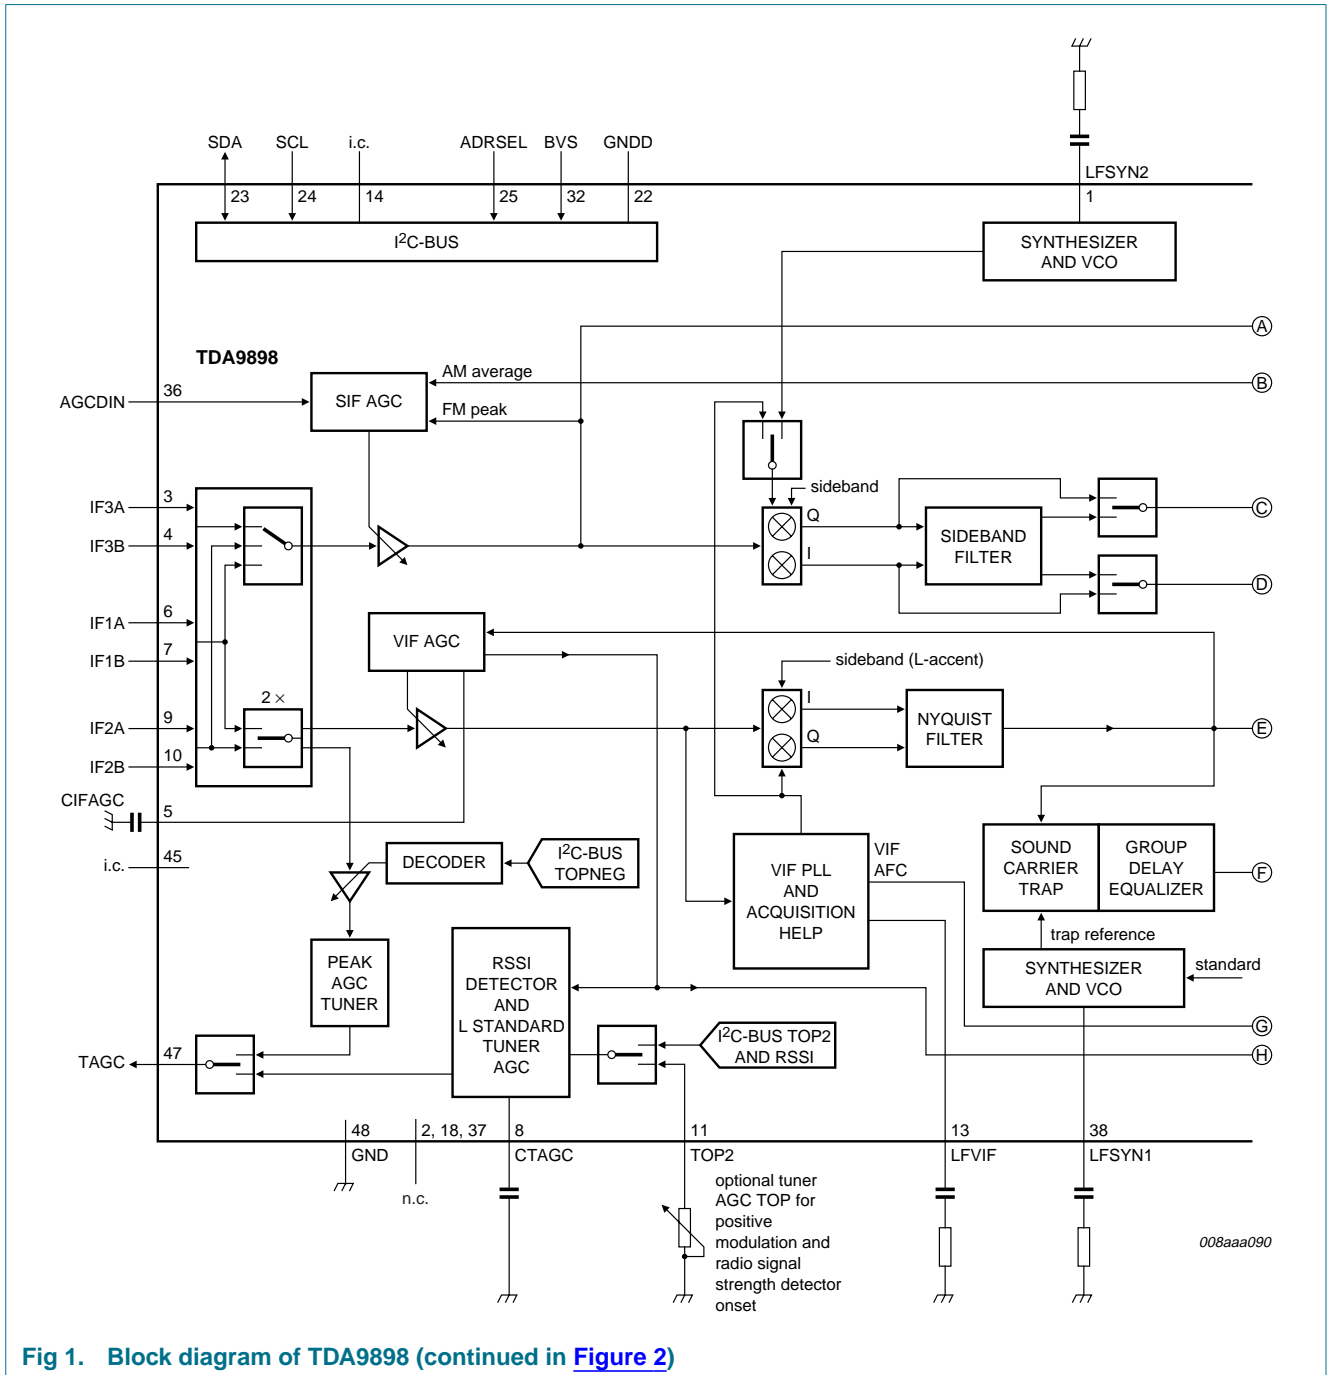 LFSYN2
1
SDA SCL i.c. ADRSEL BVS GNDD
23 24 14 25 32 22
I2C-BUS
SYNTHESIZER
AND VCO
A
TDA9898
AGCDIN
36
SIF AGC
AM average
B
FM peak
sideband
IF3A
3
IF3B
4
Q
I
SIDEBAND
FILTER
C
D
IF1A
6
IF1B
7
VIF AGC
sideband (L-accent)
2 ×
IF2A
9
IF2B
10
I
Q
NYQUIST
FILTER
E
CIFAGC
5
i.c.
45
DECODER
I2C-BUS
TOPNEG
VIF PLL
AND
ACQUISITION
HELP
VIF
AFC
SOUND
CARRIER
TRAP
GROUP
DELAY
EQUALIZER
F
trap reference
PEAK
AGC
TUNER
RSSI
DETECTOR
AND
L STANDARD
TUNER
AGC
SYNTHESIZER
AND VCO
standard
I2C-BUS TOP2
AND RSSI
G
H
TAGC
47
48
GND
2, 18, 37
n.c.
8
CTAGC
11
TOP2
13
LFVIF
38
LFSYN1
optional tuner
AGC TOP for
positive
modulation and
radio signal
strength detector
onset
008aaa090
Fig 1. Block diagram of TDA9898 (continued in Figure 2)